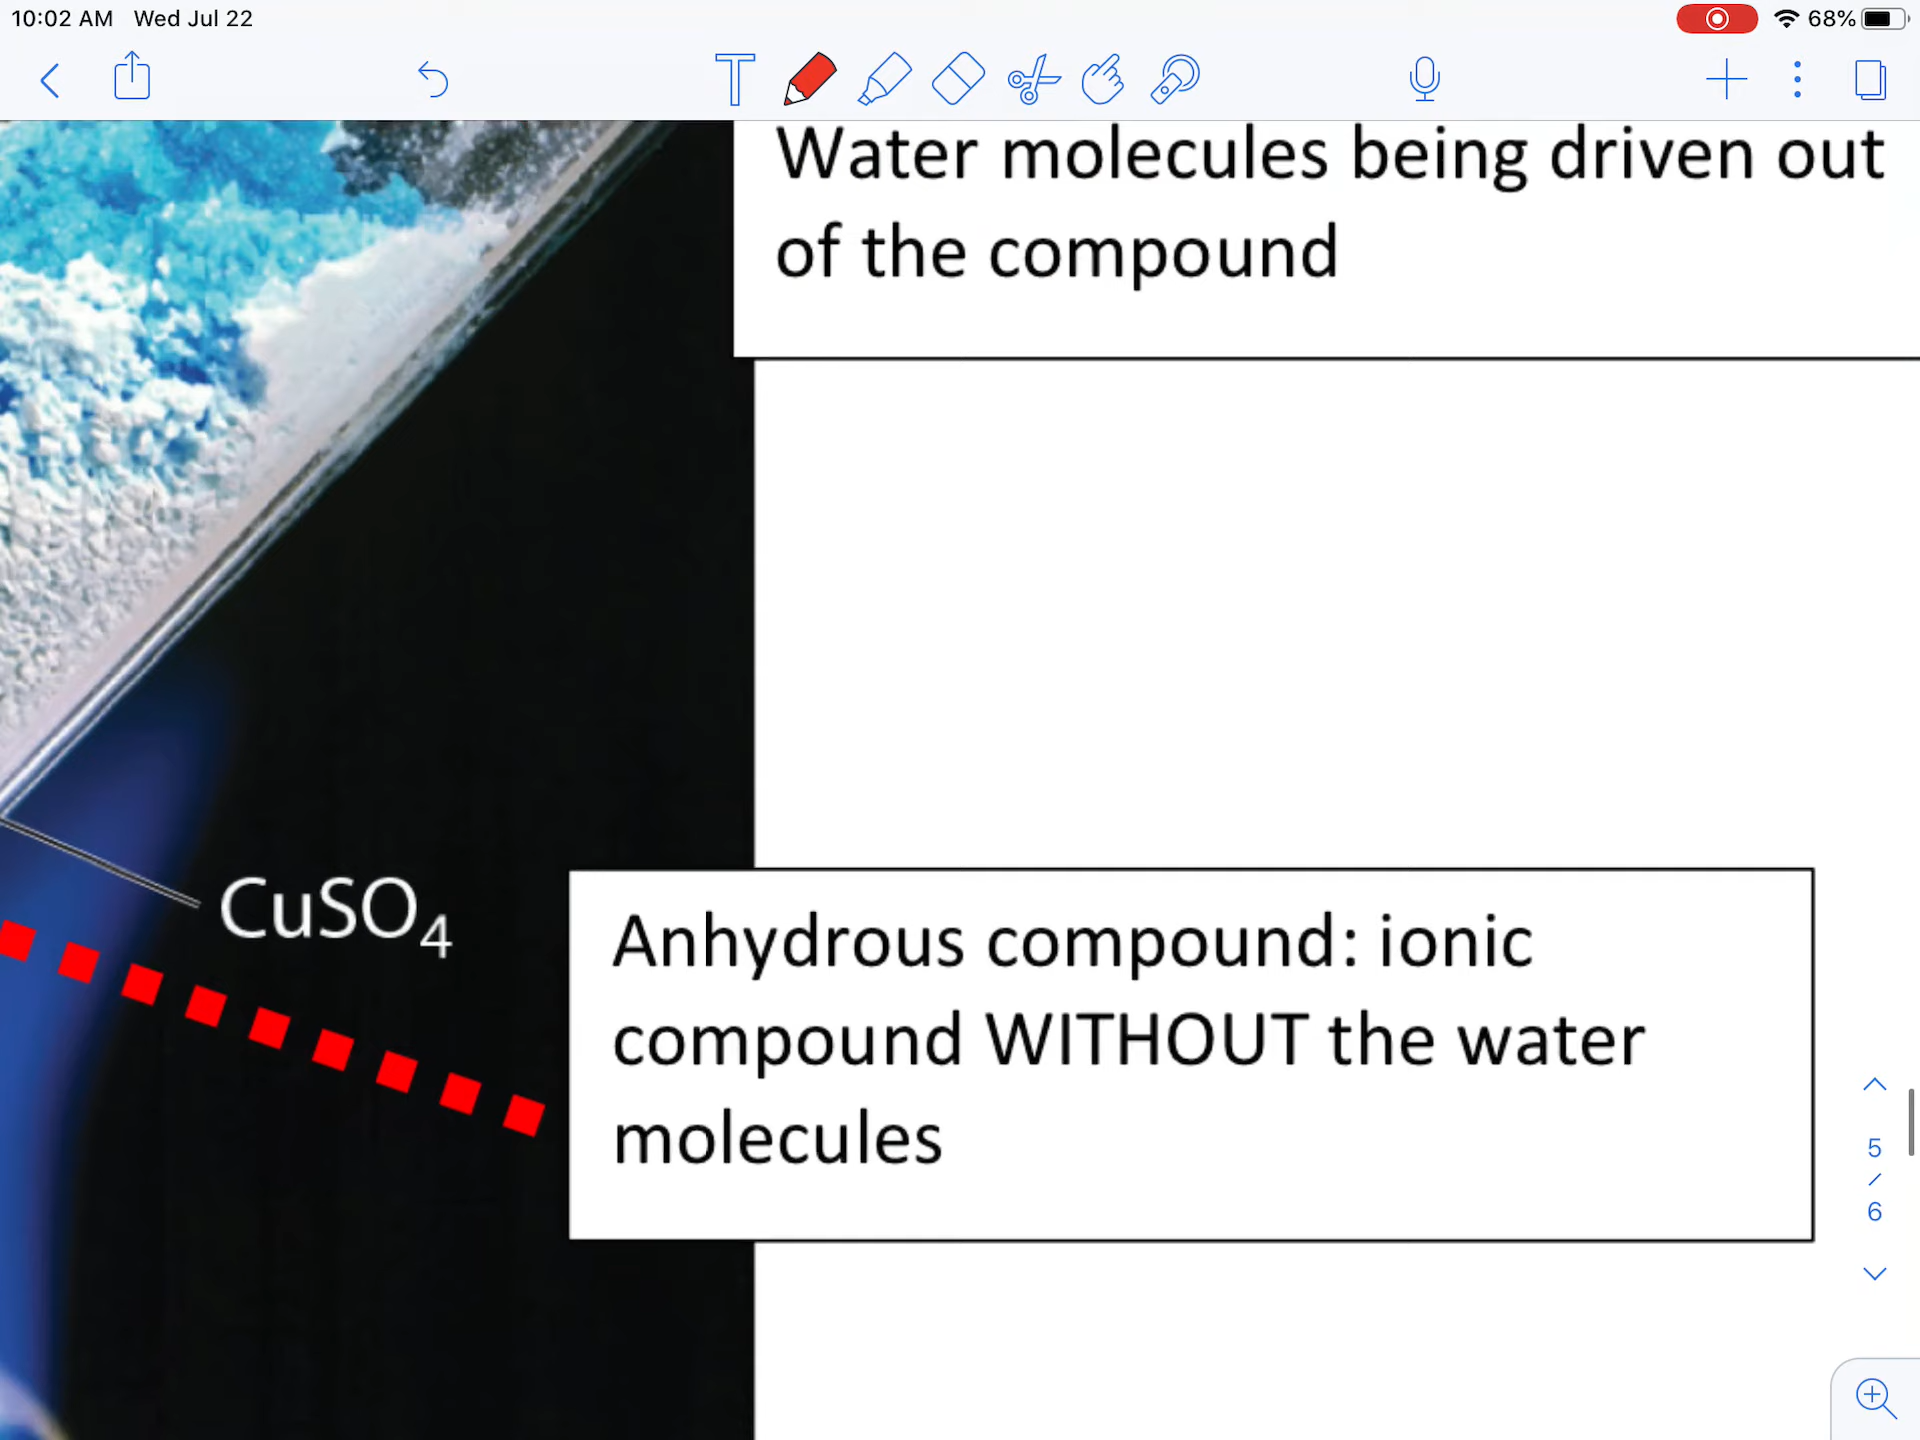 10:02 AM Wed Jul 22
68%
Water molecules being driven out
of the compound
CuSO₄
Anhydrous compound: ionic
compound WITHOUT the water
molecules
5
/
6